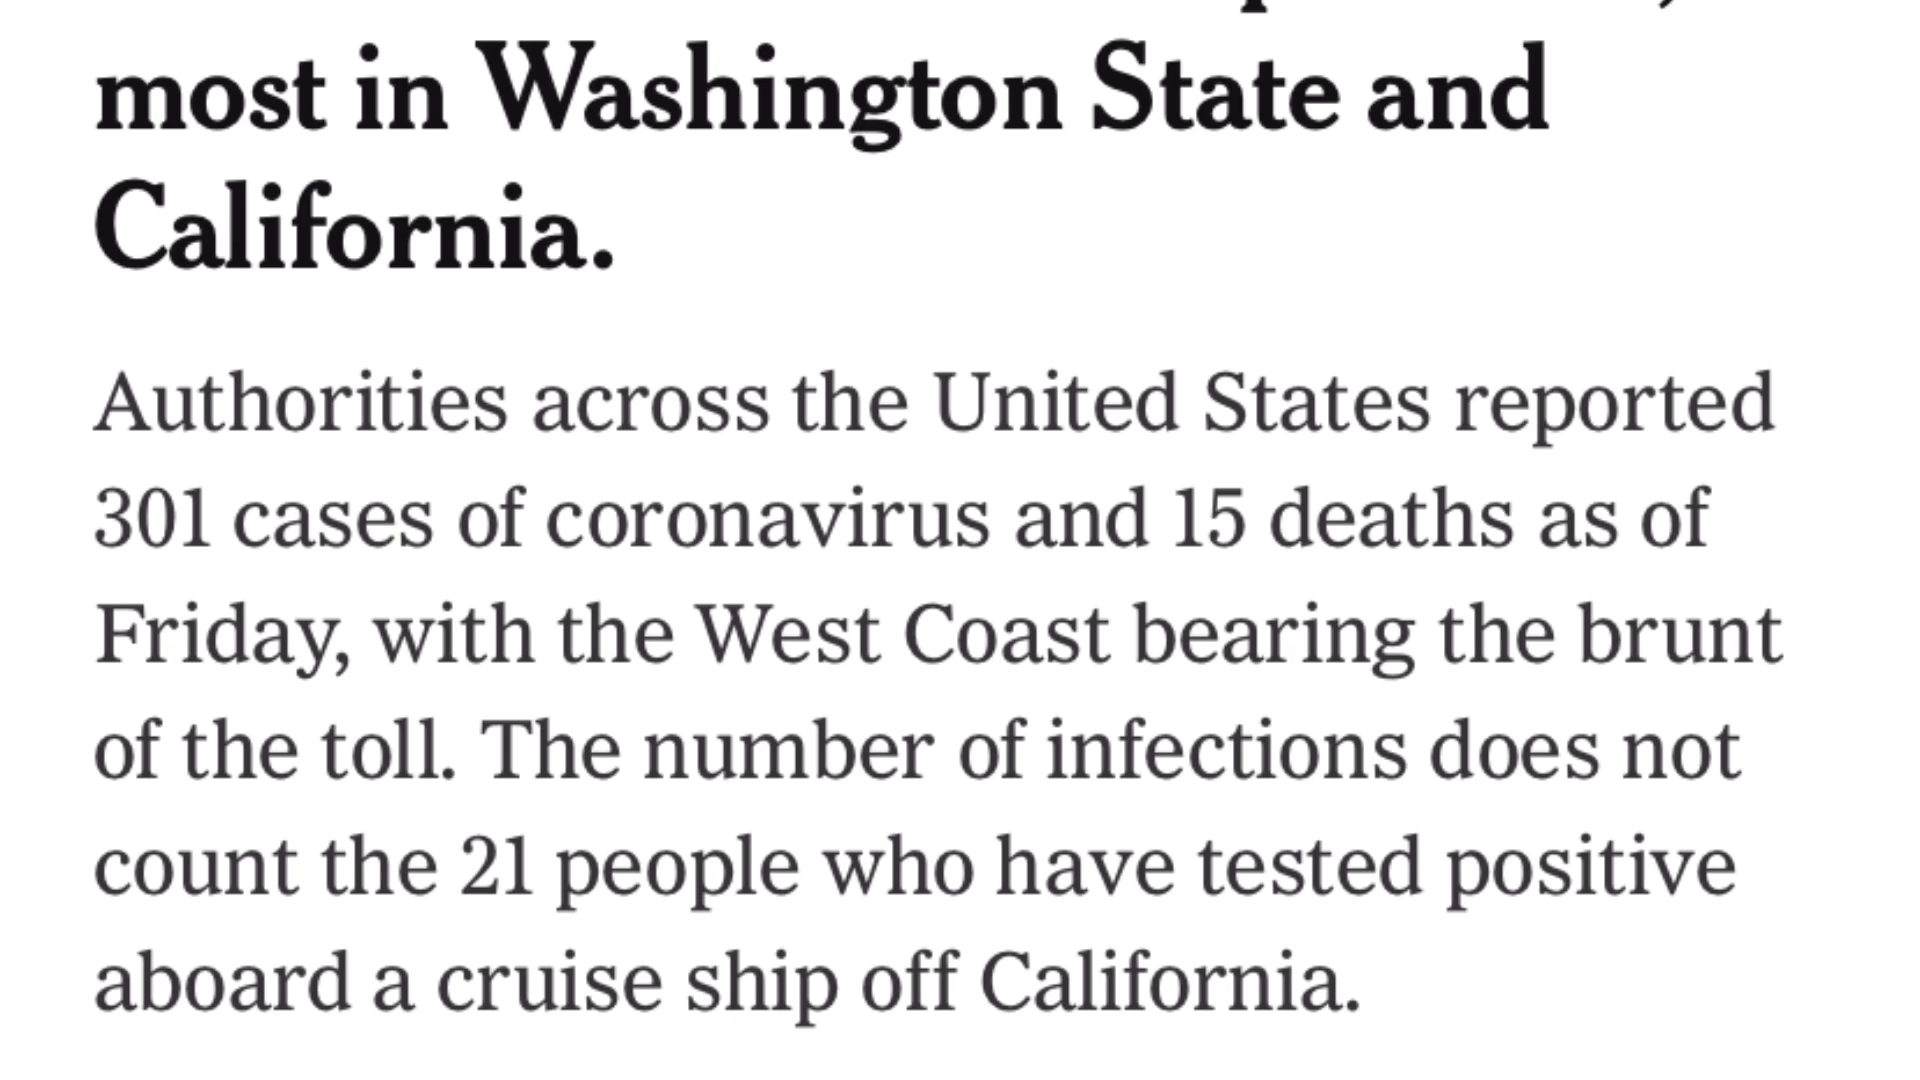 most in Washington State and
California.
Authorities across the United States reported
301 cases of coronavirus and 15 deaths as of
Friday, with the West Coast bearing the brunt
of the toll. The number of infections does not
count the 21 people who have tested positive
aboard a cruise ship off California.